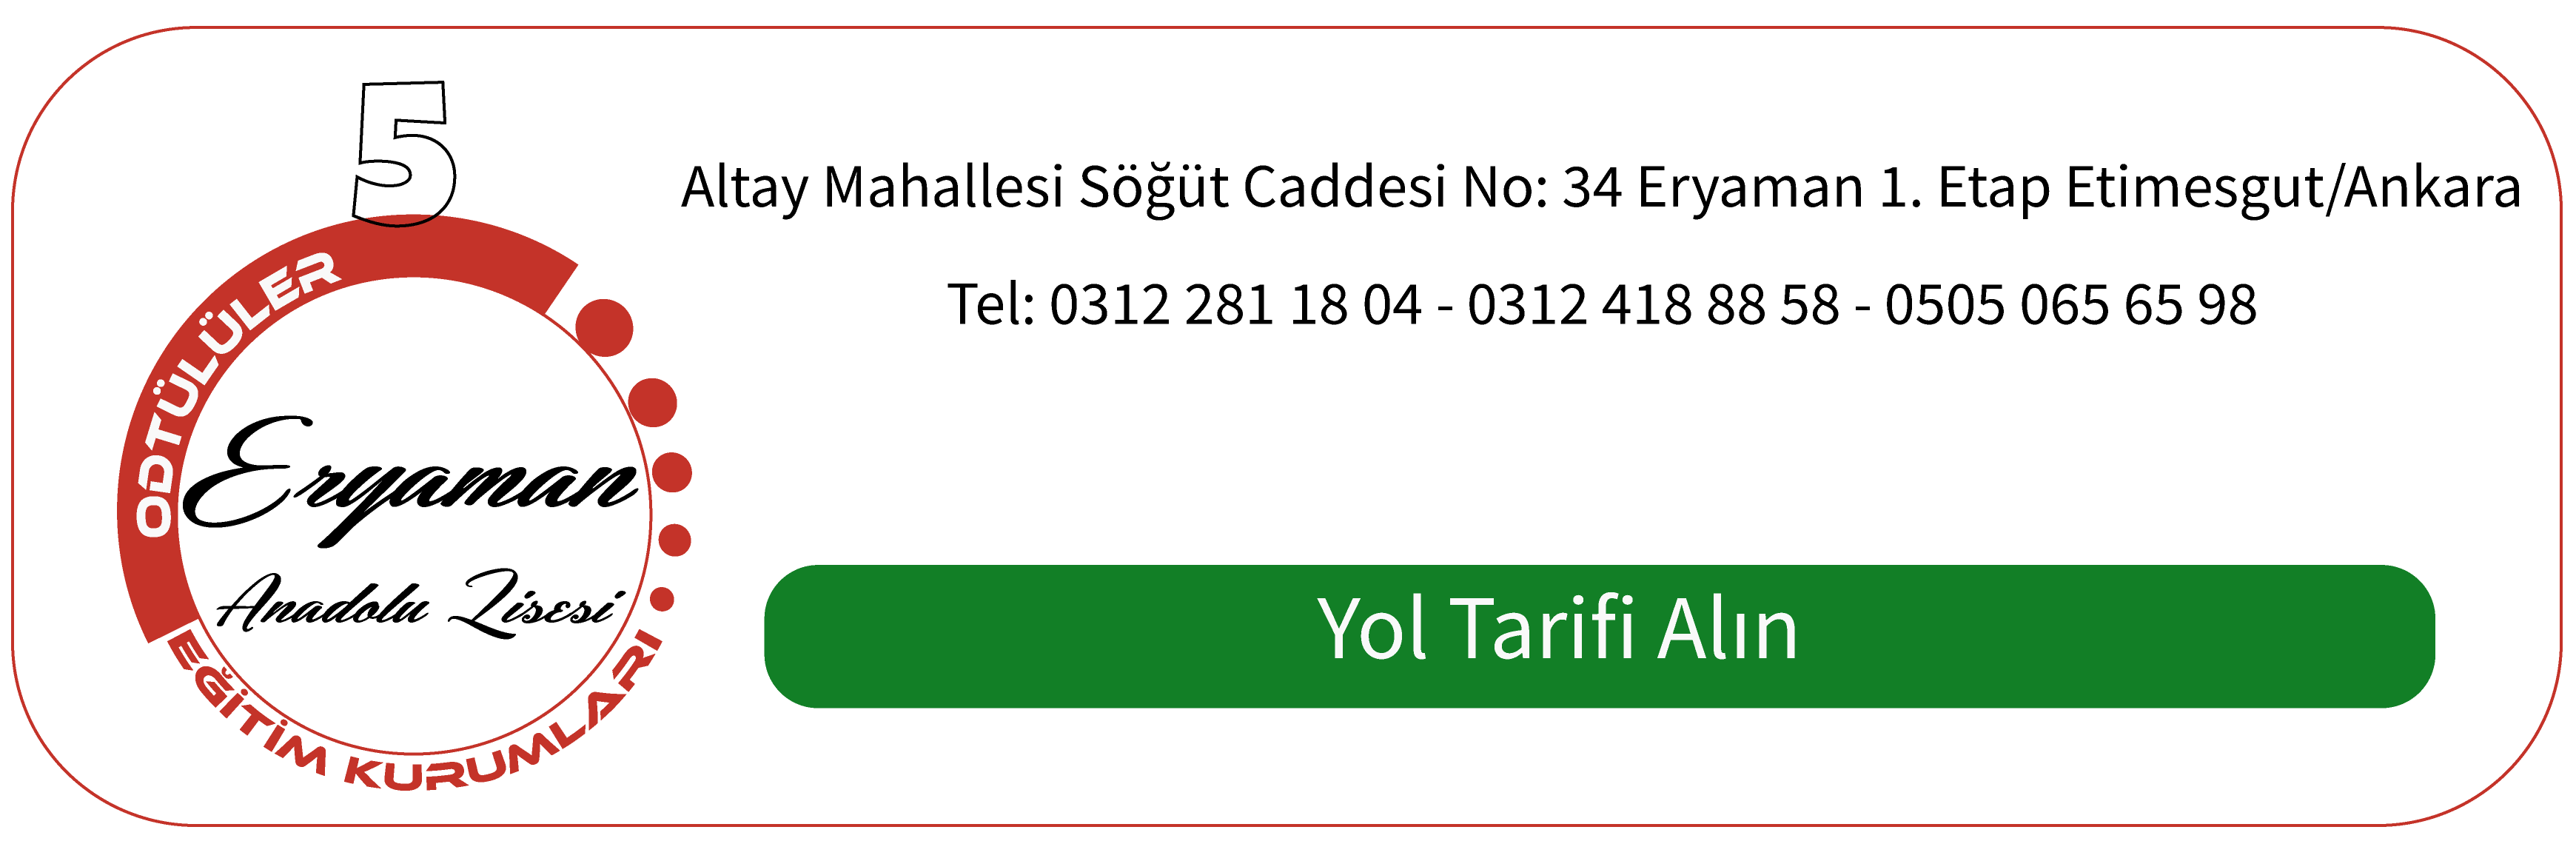 5
ODTÜLÜLER
Eryaman
Anadolu Lisesi
EĞİTİM KURUMLARI
Altay Mahallesi Söğüt Caddesi No: 34 Eryaman 1. Etap Etimesgut/Ankara
Tel: 0312 281 18 04 - 0312 418 88 58 - 0505 065 65 98
Yol Tarifi Alın